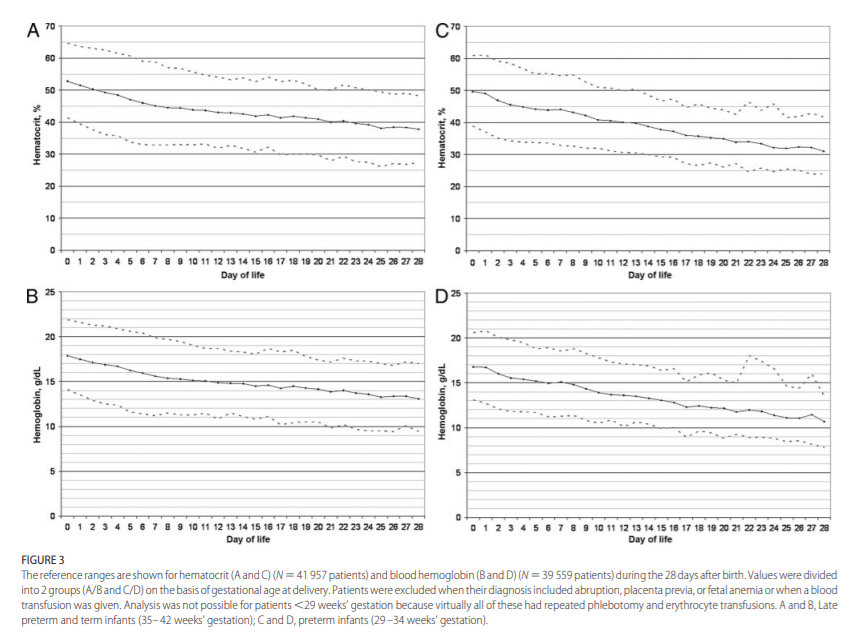 A
70
60
50
40
30
20
10
0
Hematocrit, %
0 1 2 3 4 5 6 7 8 9 10 11 12 13 14 15 16 17 18 19 20 21 22 23 24 25 26 27 28
Day of life
C
70
60
50
40
30
20
10
0
Hematocrit, %
0 1 2 3 4 5 6 7 8 9 10 11 12 13 14 15 16 17 18 19 20 21 22 23 24 25 26 27 28
Day of life
B
25
20
15
10
5
0
Hemoglobin, g/dL
0 1 2 3 4 5 6 7 8 9 10 11 12 13 14 15 16 17 18 19 20 21 22 23 24 25 26 27 28
Day of life
D
25
20
15
10
5
0
Hemoglobin, g/dL
0 1 2 3 4 5 6 7 8 9 10 11 12 13 14 15 16 17 18 19 20 21 22 23 24 25 26 27 28
Day of life
FIGURE 3
The reference ranges are shown for hematocrit (A and C) (N = 41 957 patients) and blood hemoglobin (B and D) (N = 39 559 patients) during the 28 days after birth. Values were divided
into 2 groups (A/B and C/D) on the basis of gestational age at delivery. Patients were excluded when their diagnosis included abruption, placenta previa, or fetal anemia or when a blood
transfusion was given. Analysis was not possible for patients <29 weeks' gestation because virtually all of these had repeated phlebotomy and erythrocyte transfusions. A and B, Late
preterm and term infants (35–42 weeks' gestation); C and D, preterm infants (29–34 weeks' gestation).